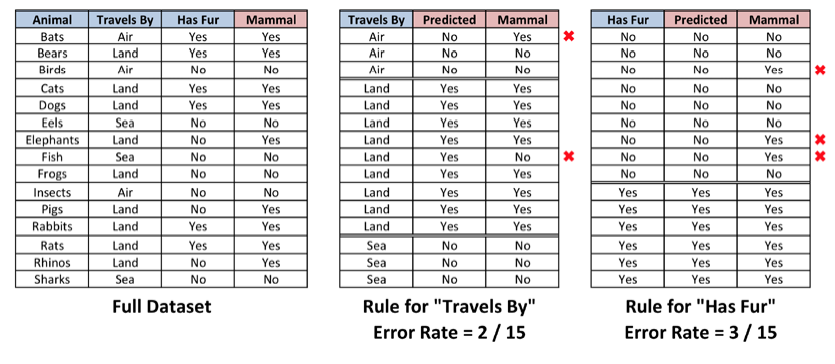 Animal Travels By Has Fur Mammal Travels By Predicted Mammal Has Fur Predicted Mammal
Bats Air Yes Yes Air No Yes No No No
Bears Land Yes Yes Air No No No No No
Birds Air No No Air No No No No Yes
Cats Land Yes Yes Land Yes Yes No No No
Dogs Land Yes Yes Land Yes Yes No No No
Eels Sea No No Land Yes Yes No No No
Elephants Land No Yes Land Yes Yes No No Yes
Fish Sea No No Land Yes No No No Yes
Frogs Land No No Land Yes Yes No No No
Insects Air No No Land Yes Yes Yes Yes Yes
Pigs Land No Yes Land Yes Yes Yes Yes Yes
Rabbits Land Yes Yes Land Yes Yes Yes Yes Yes
Rats Land Yes Yes Sea No No Yes Yes Yes
Rhinos Land No Yes Sea No No Yes Yes Yes
Sharks Sea No No Sea No No Yes Yes Yes
Full Dataset Rule for "Travels By" Rule for "Has Fur"
Error Rate = 2 / 15 Error Rate = 3 / 15